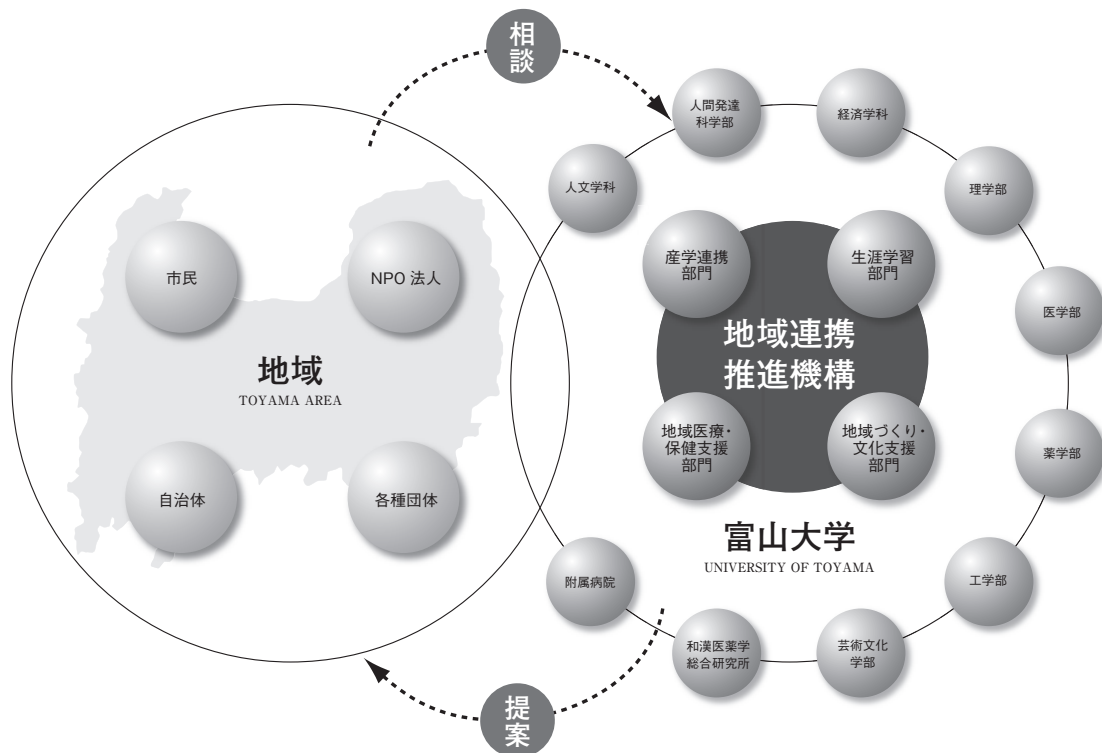 相談
人間発達
科学部
経済学科
人文学科
理学部
市民
NPO 法人
産学連携
部門
生涯学習
部門
医学部
地域
TOYAMA AREA
地域連携
推進機構
自治体
各種団体
地域医療・
保健支援
部門
地域づくり・
文化支援
部門
薬学部
富山大学
UNIVERSITY OF TOYAMA
附属病院
工学部
和漢医薬学
総合研究所
芸術文化
学部
提案